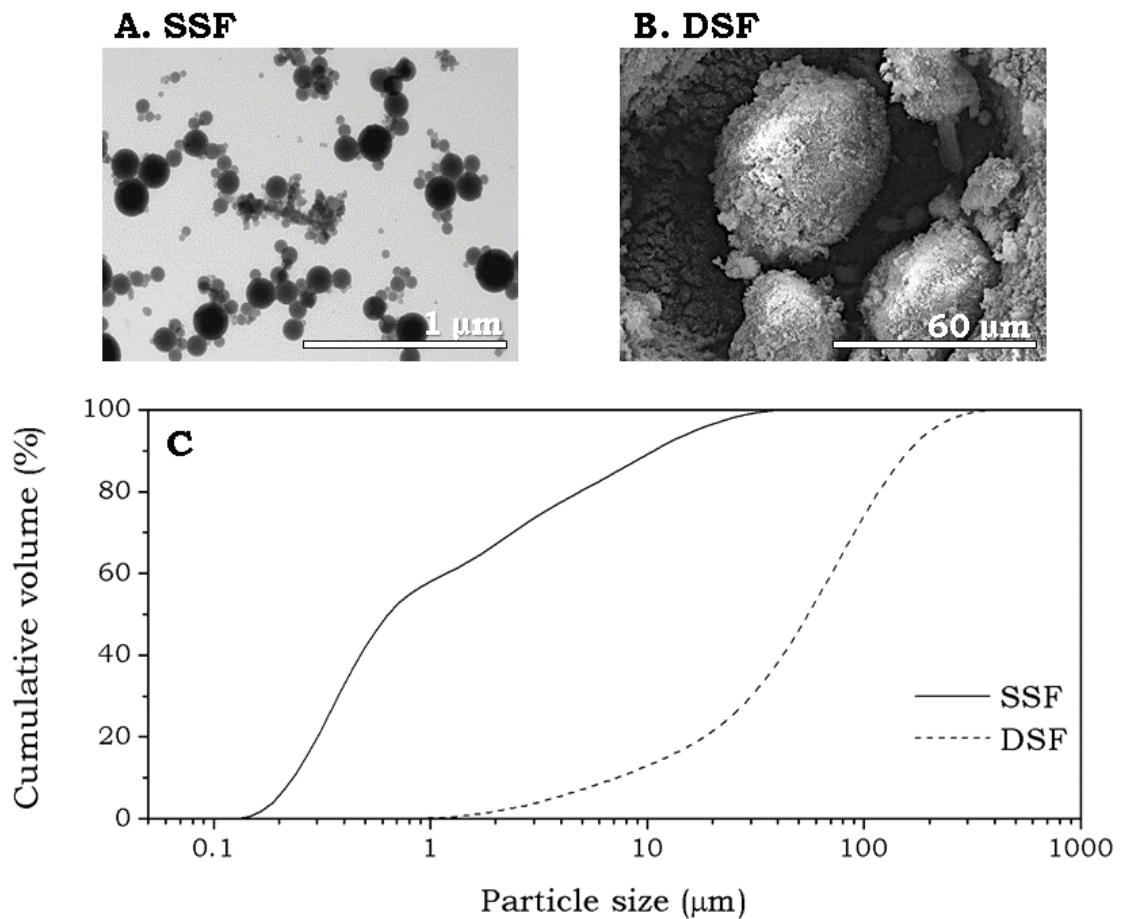 A. SSF
B. DSF
1 μm
60 μm
C
Cumulative volume (%)
100
80
60
40
20
0
SSF
DSF
0.1
1
10
100
1000
Particle size (μm)